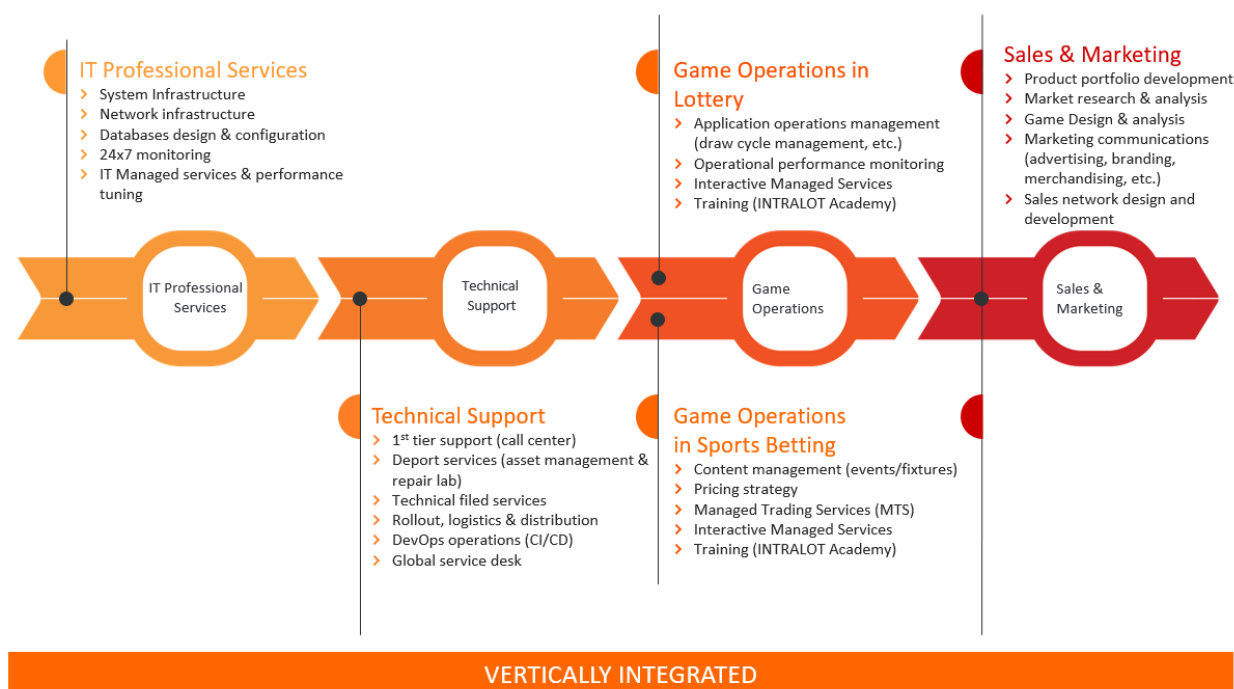 IT Professional Services
System Infrastructure
Network infrastructure
Databases design & configuration
24x7 monitoring
IT Managed services & performance
tuning
Game Operations in
Lottery
Application operations management
(draw cycle management, etc.)
Operational performance monitoring
Interactive Managed Services
Training (INTRALOT Academy)
Sales & Marketing
Product portfolio development
Market research & analysis
Game Design & analysis
Marketing communications
(advertising, branding,
merchandising, etc.)
Sales network design and
development
IT Professional
Services
Technical
Support
Game
Operations
Sales &
Marketing
Technical Support
1st tier support (call center)
Deport services (asset management &
repair lab)
Technical filed services
Rollout, logistics & distribution
DevOps operations (CI/CD)
Global service desk
Game Operations
in Sports Betting
Content management (events/fixtures)
Pricing strategy
Managed Trading Services (MTS)
Interactive Managed Services
Training (INTRALOT Academy)
VERTICALLY INTEGRATED